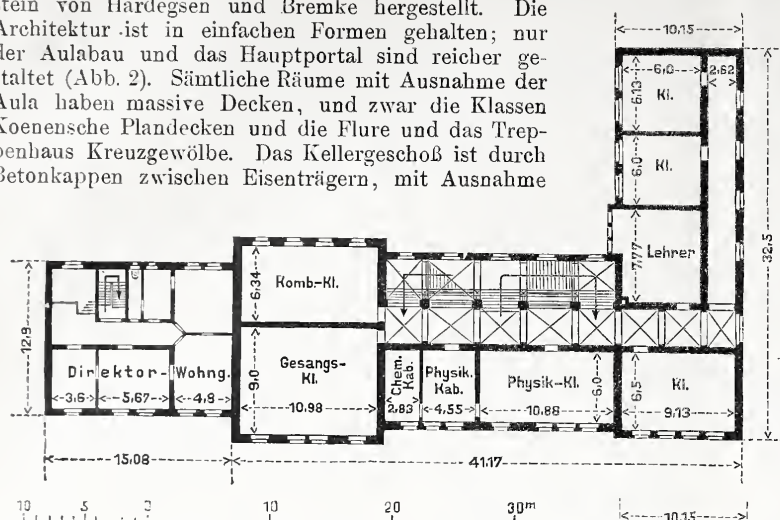 stein von Hardegsen und Bremke hergestellt. Die
Architektur ist in einfachen Formen gehalten; nur
der Aulabau und das Hauptportal sind reicher ge-
staltet (Abb. 2). Sämtliche Räume mit Ausnahme der
Aula haben massive Decken, und zwar die Klassen
Koenensche Plandecken und die Flure und das Trep-
penhaus Kreuzgewölbe. Das Kellergeschoß ist durch
Betonkappen zwischen Eisenträgern, mit Ausnahme
10,15
6,0
2,62
6,13
Kl.
6,0
Kl.
7,77
Lehrer
32,5
Komb-Kl.
6,34
12,9
Direktor-Wohng.
3,6
5,67
4,8
Gesangs-
Kl.
9,0
10,98
Chem.
Kab.
2,83
Physik.
Kab.
4,55
Physik-Kl.
10,88
6,0
Kl.
6,5
9,13
15,08
41,17
10 5 0 10 20 30m
10,15